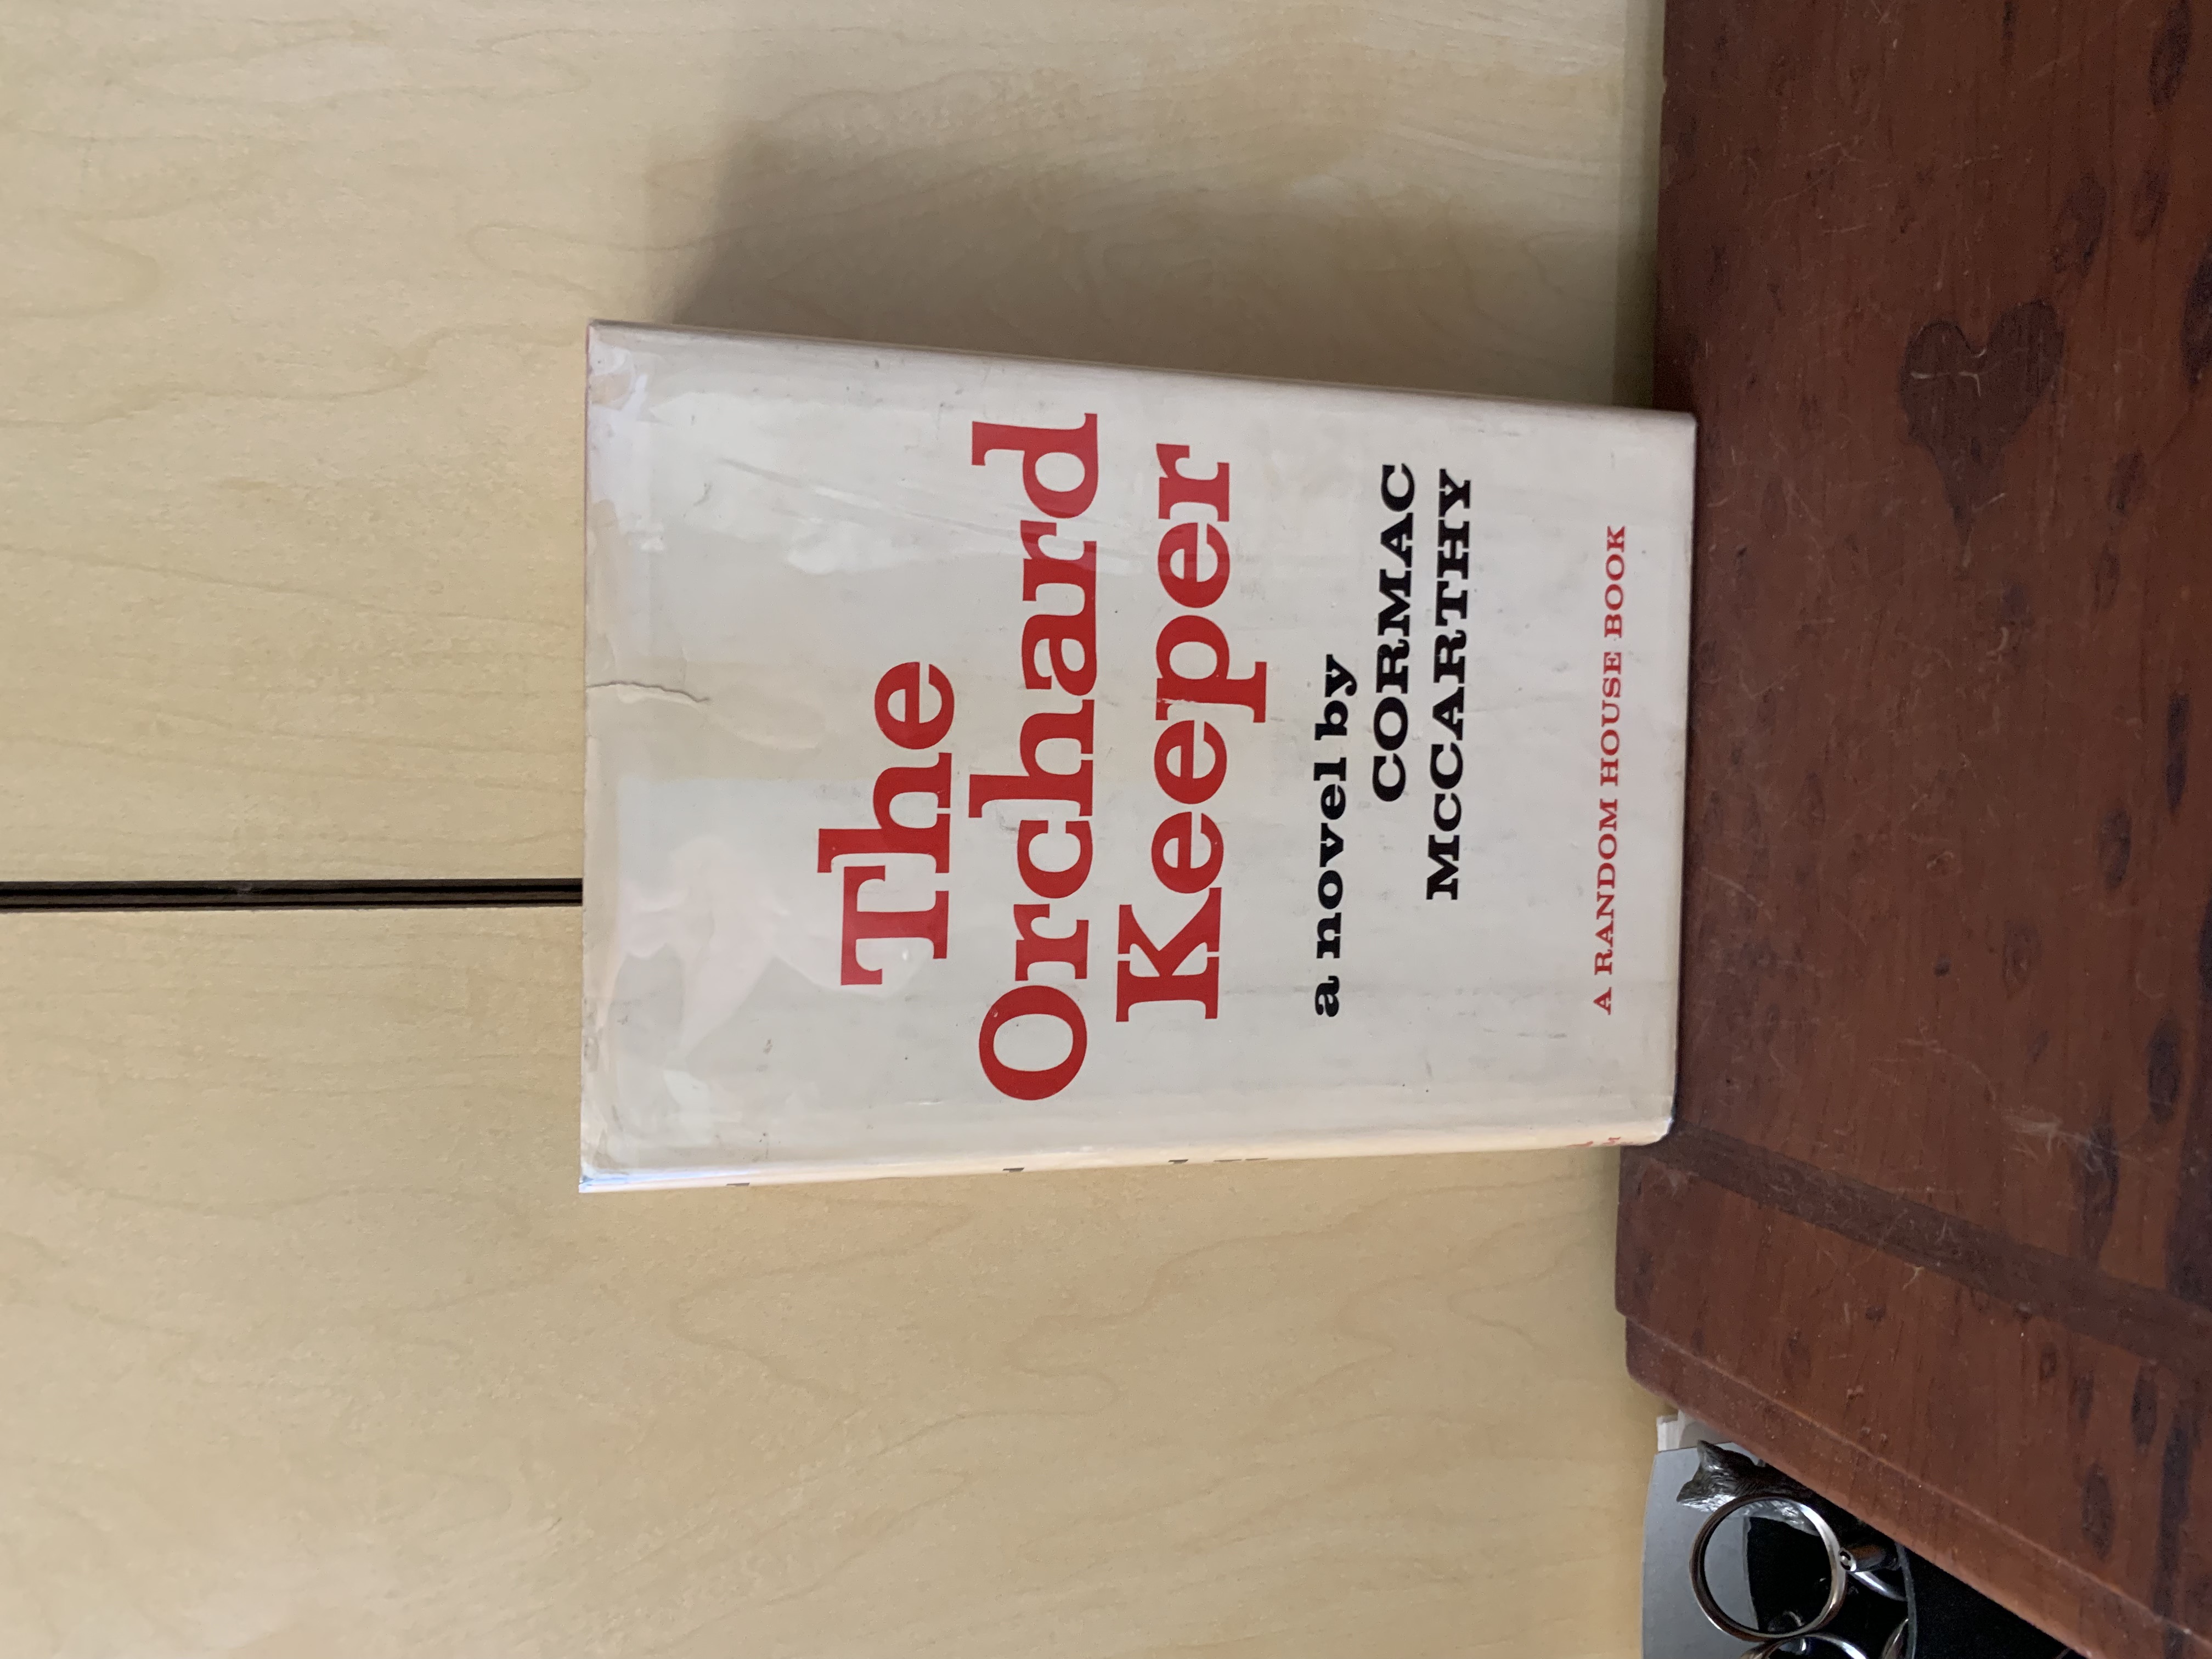 The
Orchard
Keeper
a novel by
CORMAC
McCARTHY
A RANDOM HOUSE BOOK